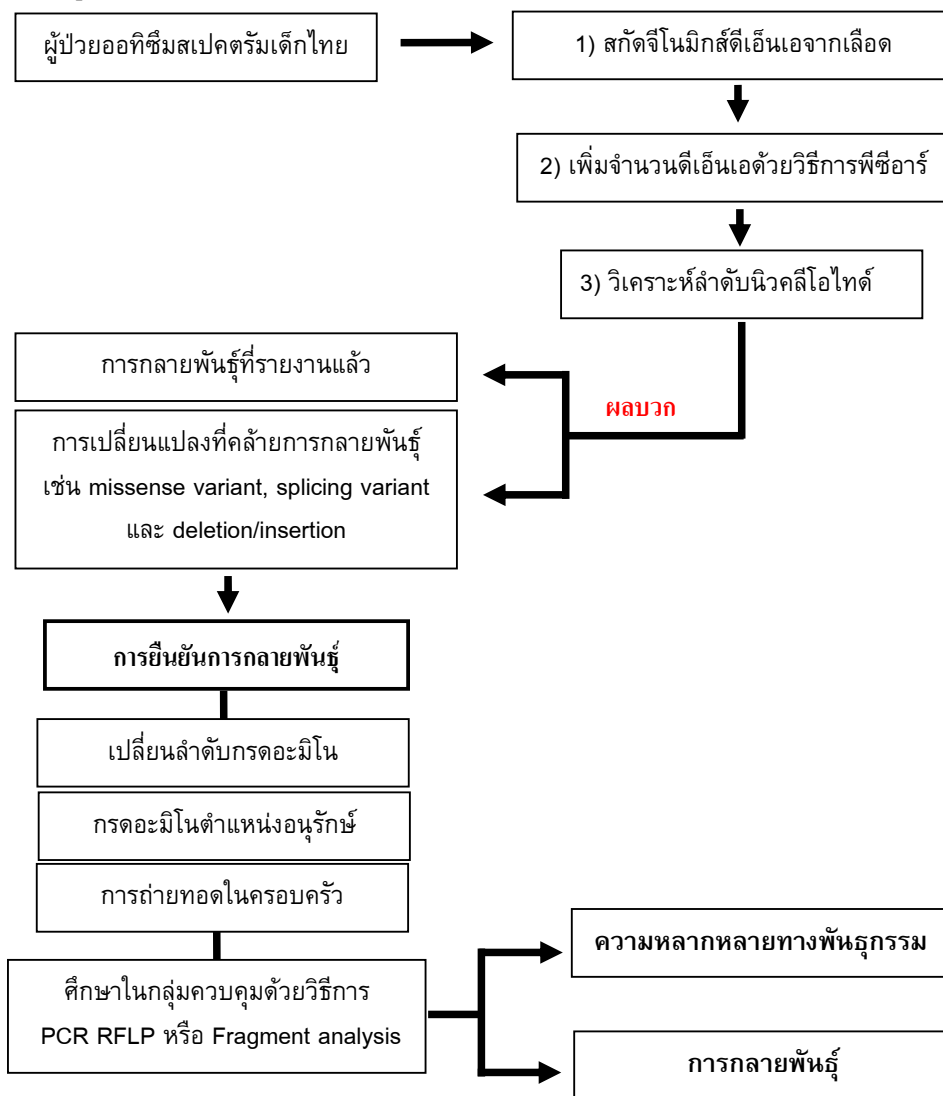 ผู้ป่วยออทิซึมสเปคตรัมเด็กไทย
1) สกัดจีโนมิกส์ดีเอ็นเอจากเลือด
2) เพิ่มจำนวนดีเอ็นเอด้วยวิธีการพีซีอาร์
3) วิเคราะห์ลำดับนิวคลีโอไทด์
การกลายพันธุ์ที่รายงานแล้ว
ผลบวก
การเปลี่ยนแปลงที่คล้ายการกลายพันธุ์
เช่น missense variant, splicing variant
และ deletion/insertion
การยืนยันการกลายพันธุ์
เปลี่ยนลำดับกรดอะมิโน
กรดอะมิโนตำแหน่งอนุรักษ์
การถ่ายทอดในครอบครัว
ศึกษาในกลุ่มควบคุมด้วยวิธีการ
PCR RFLP หรือ Fragment analysis
ความหลากหลายทางพันธุกรรม
การกลายพันธุ์